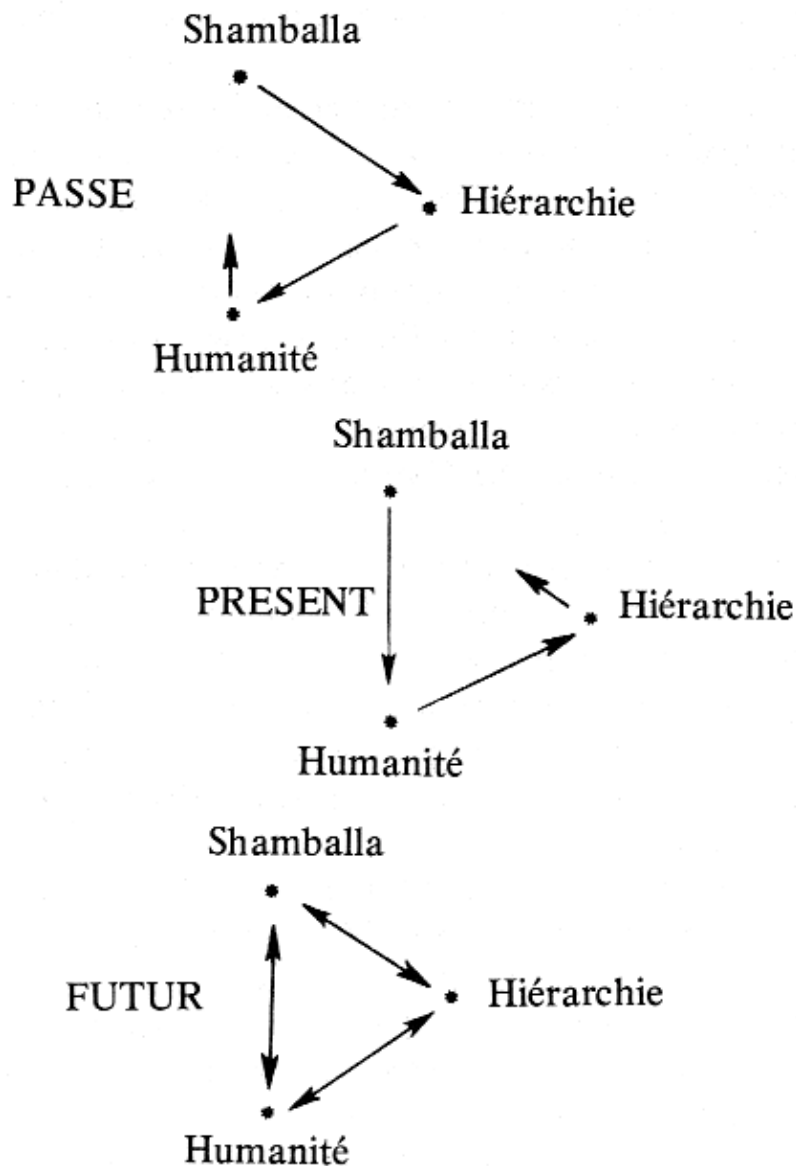 Shamballa
PASSE
Hiérarchie
Humanité
Shamballa
PRESENT
Hiérarchie
Humanité
Shamballa
FUTUR
Hiérarchie
Humanité